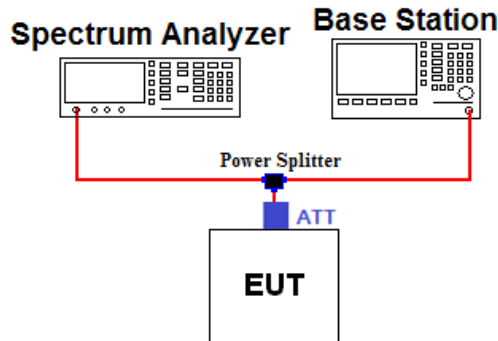 Spectrum Analyzer
Base Station
Power Splitter
ATT
EUT